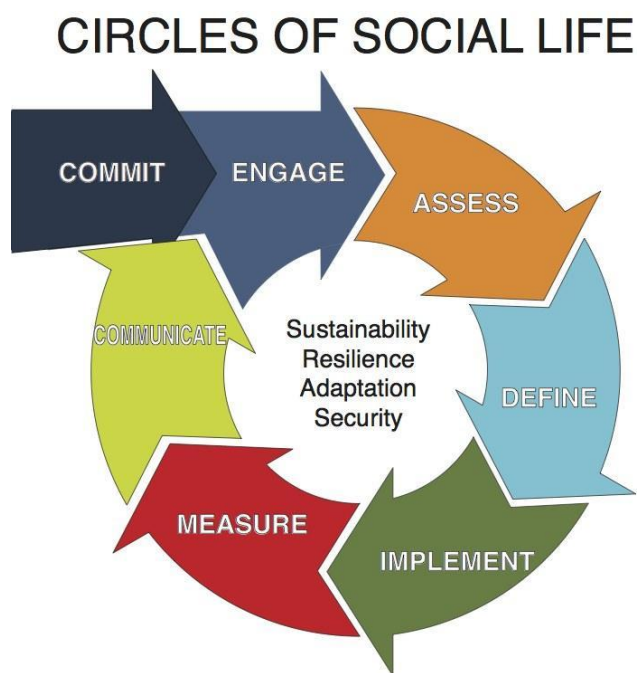 CIRCLES OF SOCIAL LIFE
COMMIT
ENGAGE
ASSESS
DEFINE
IMPLEMENT
MEASURE
COMMUNICATE
Sustainability
Resilience
Adaptation
Security